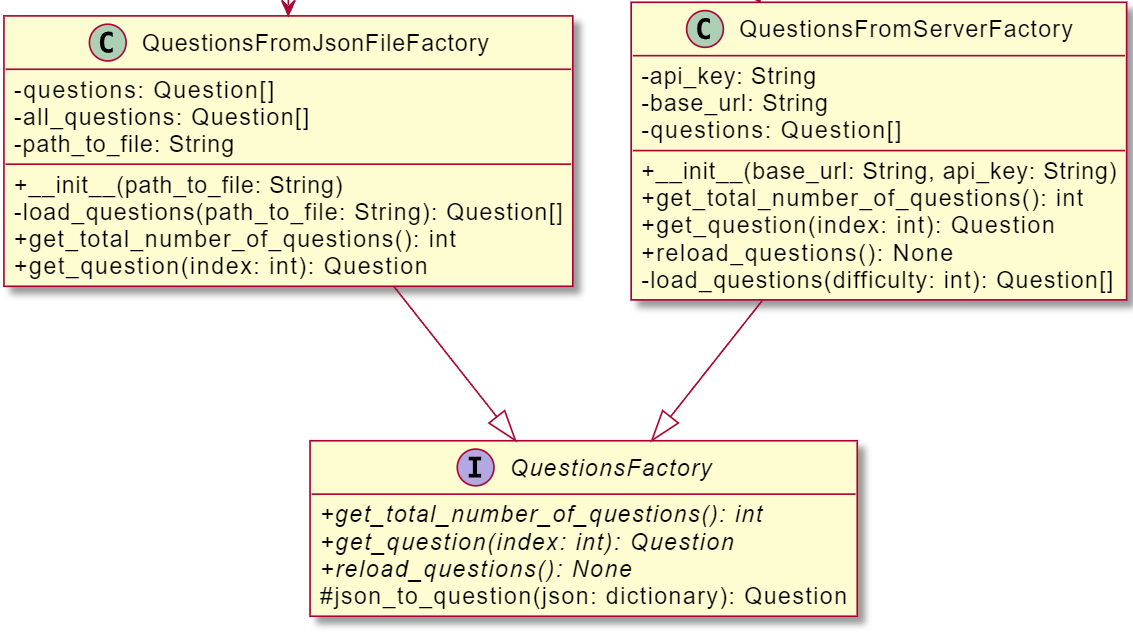 C QuestionsFromJsonFileFactory
-questions: Question[]
-all_questions: Question[]
-path_to_file: String
+__init__(path_to_file: String)
-load_questions(path_to_file: String): Question[]
+get_total_number_of_questions(): int
+get_question(index: int): Question
C QuestionsFromServerFactory
-api_key: String
-base_url: String
-questions: Question[]
+__init__(base_url: String, api_key: String)
+get_total_number_of_questions(): int
+get_question(index: int): Question
+reload_questions(): None
-load_questions(difficulty: int): Question[]
I QuestionsFactory
+get_total_number_of_questions(): int
+get_question(index: int): Question
+reload_questions(): None
#json_to_question(json: dictionary): Question